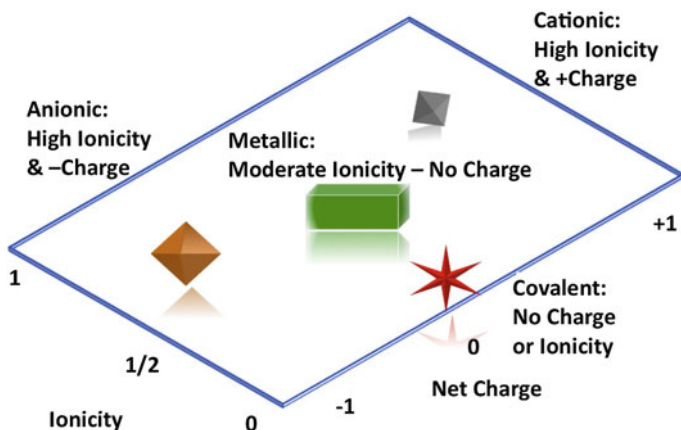 Cationic:
High Ionicity
& +Charge
Anionic:
High Ionicity
& –Charge
Metallic:
Moderate Ionicity – No Charge
+1
1
Covalent:
No Charge
or Ionicity
0
1/2
Net Charge
-1
0
Ionicity